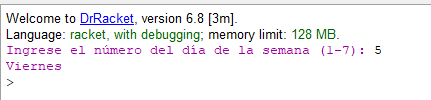 Welcome to DrRacket, version 6.8 [3m].
Language: racket, with debugging; memory limit: 128 MB.
Ingrese el número del día de la semana (1-7): 5
Viernes
>